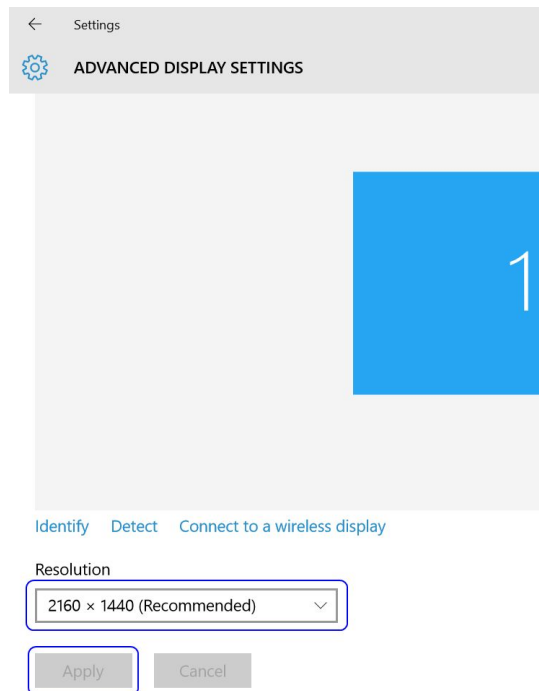 Settings
ADVANCED DISPLAY SETTINGS
1
Identify Detect Connect to a wireless display
Resolution
2160 × 1440 (Recommended)
Apply Cancel